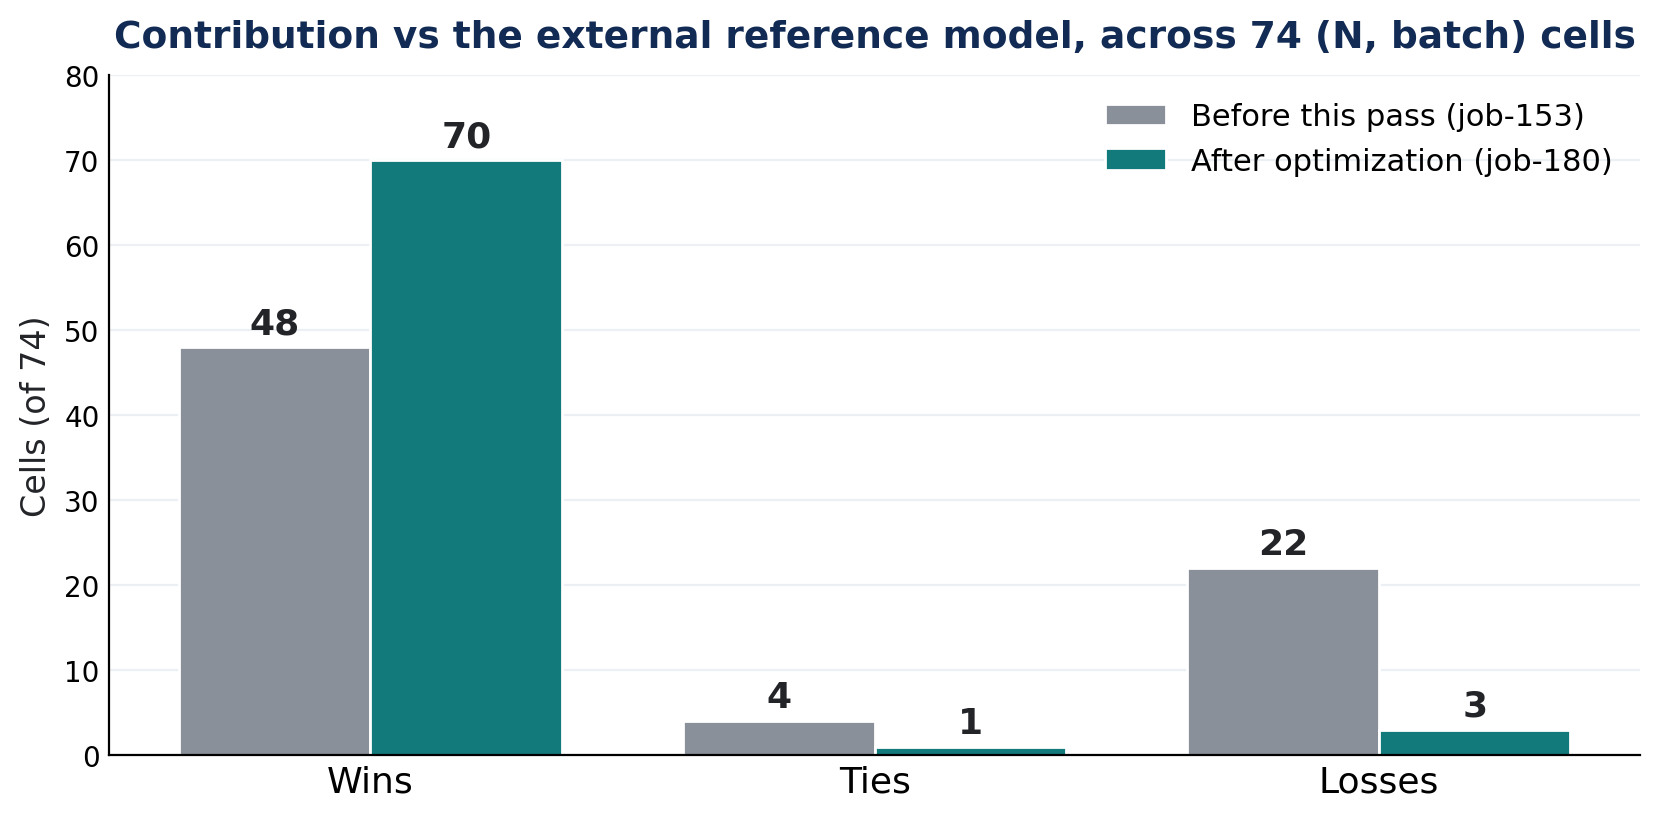 Contribution vs the external reference model, across 74 (N, batch) cells
Before this pass (job-153)
After optimization (job-180)
Cells (of 74)
80
70
60
50
40
30
20
10
0
48
70
4
1
22
3
Wins
Ties
Losses